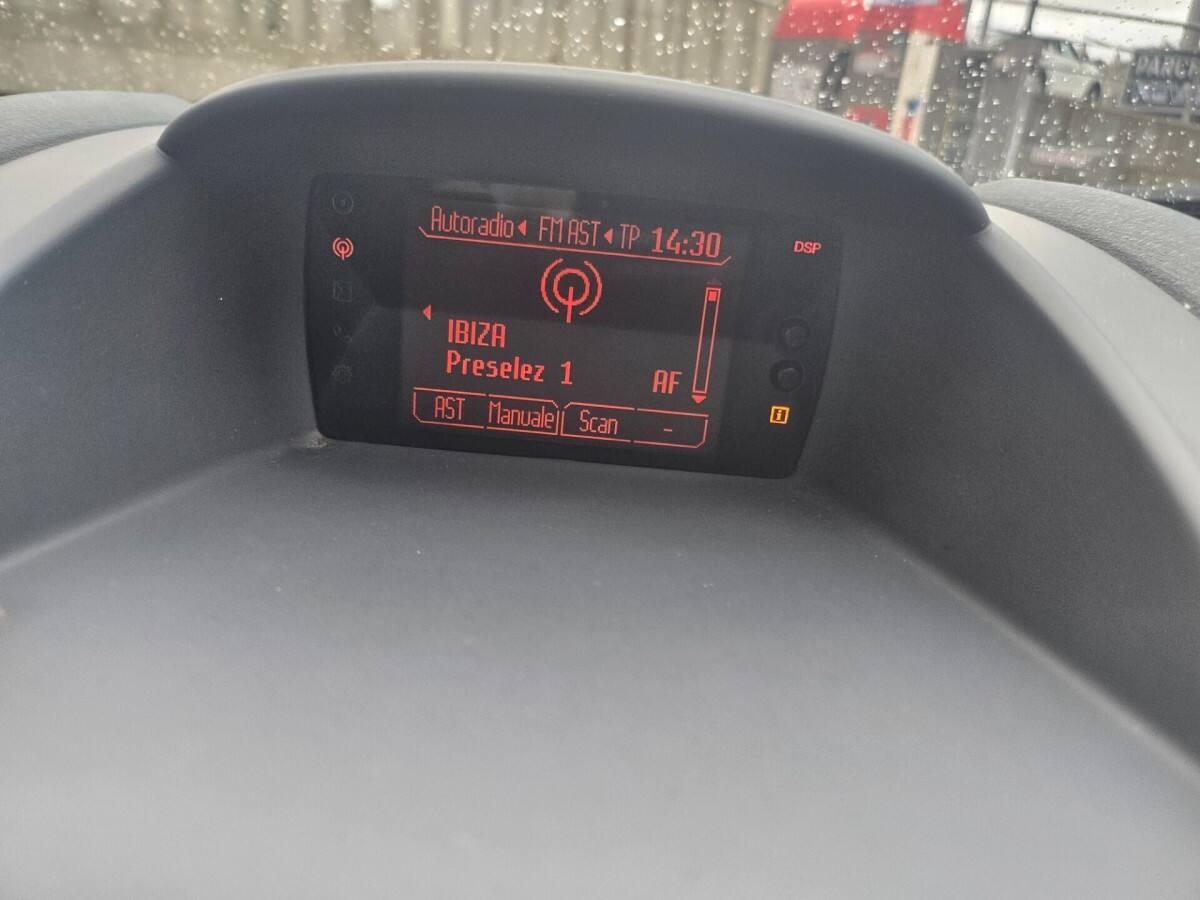 Autoradio FM AST TP 14:30
DSP
IBIZA
Preselez 1
AF
AST Manuale Scan -
i